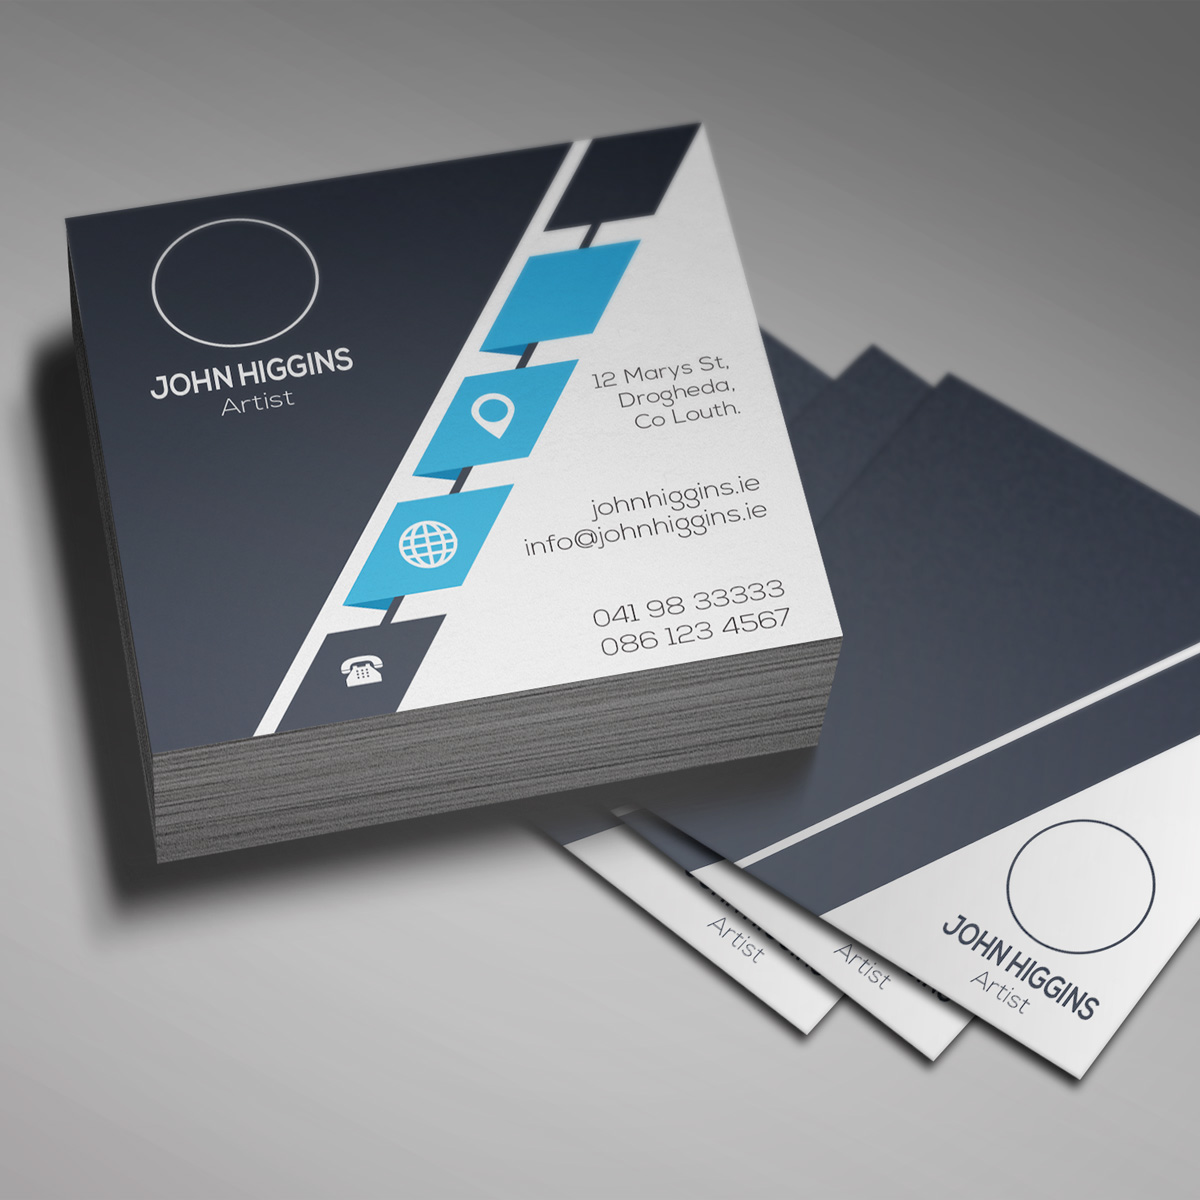 JOHN HIGGINS
Artist
12 Marys St,
Drogheda,
Co Louth.
johnhiggins.ie
info@johnhiggins.ie
041 98 33333
086 123 4567
Artist
Artist
JOHN HIGGINS
Artist